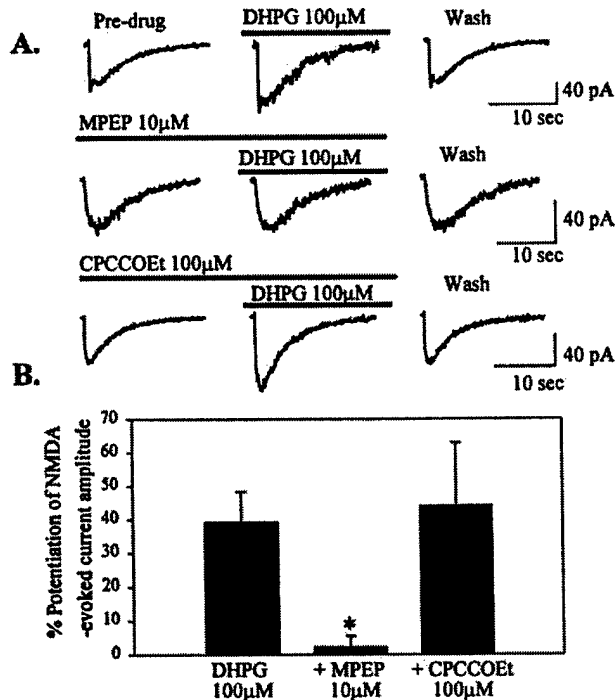 A.
Pre-drug
DHPG 100μM
Wash
40 pA
10 sec
MPEP 10μM
DHPG 100μM
Wash
40 pA
10 sec
CPCCOEt 100μM
DHPG 100μM
Wash
40 pA
10 sec
B.
% Potentiation of NMDA
-evoked current amplitude
70
60
50
40
30
20
10
0
*
DHPG
100μM
+ MPEP
10μM
+ CPCCOEt
100μM